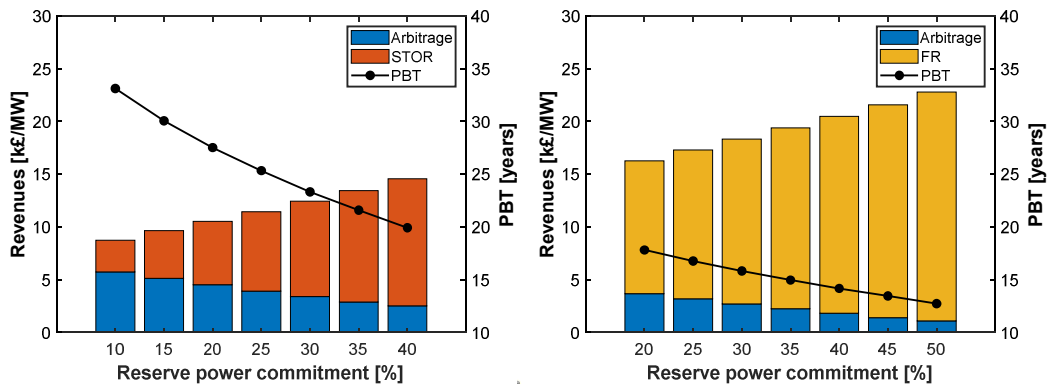 30
25
20
15
10
5
0
Revenues [k£/MW]
40
35
30
25
20
15
10
PBT [years]
Arbitrage
STOR
PBT
10 15 20 25 30 35 40
Reserve power commitment [%]
30
25
20
15
10
5
0
Revenues [k£/MW]
40
35
30
25
20
15
10
PBT [years]
Arbitrage
FR
PBT
20 25 30 35 40 45 50
Reserve power commitment [%]